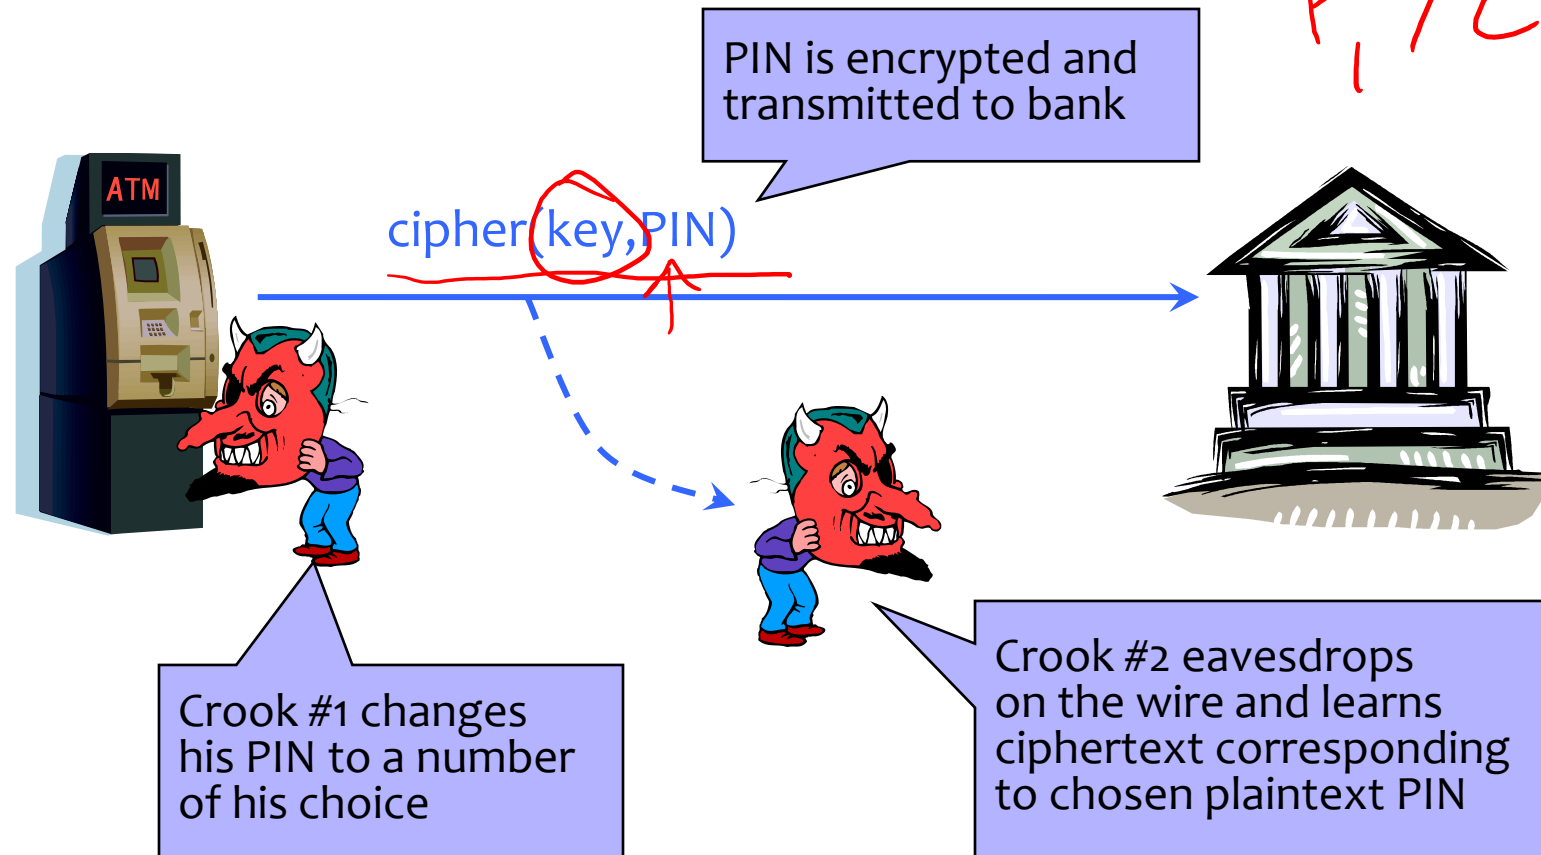 PIN is encrypted and
transmitted to bank
ATM
cipher(key,PIN)
Crook #1 changes
his PIN to a number
of his choice
Crook #2 eavesdrops
on the wire and learns
ciphertext corresponding
to chosen plaintext PIN